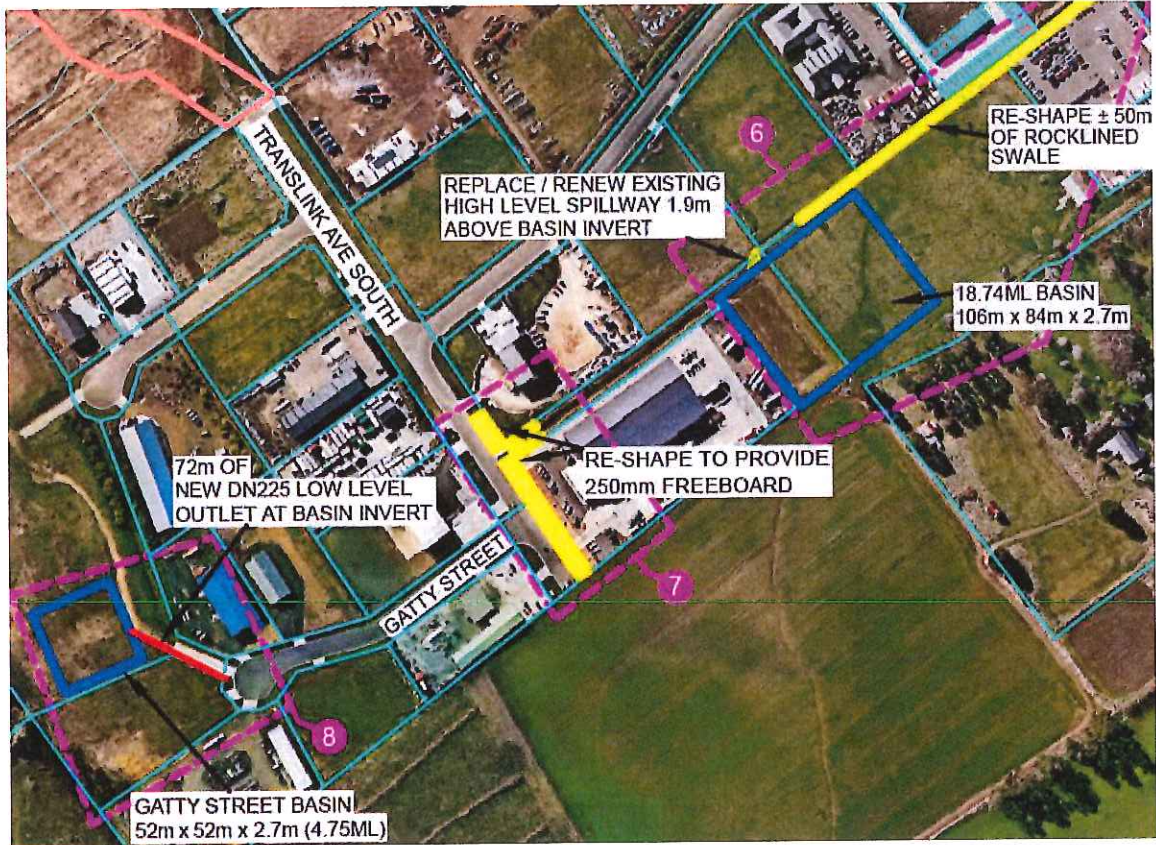 RE-SHAPE ± 50m
OF ROCKLINED
SWALE
6
REPLACE / RENEW EXISTING
HIGH LEVEL SPILLWAY 1.9m
ABOVE BASIN INVERT
TRANSLINK AVE SOUTH
18.74ML BASIN
106m x 84m x 2.7m
RE-SHAPE TO PROVIDE
250mm FREEBOARD
72m OF
NEW DN225 LOW LEVEL
OUTLET AT BASIN INVERT
GATTY STREET
7
8
GATTY STREET BASIN
52m x 52m x 2.7m (4.75ML)